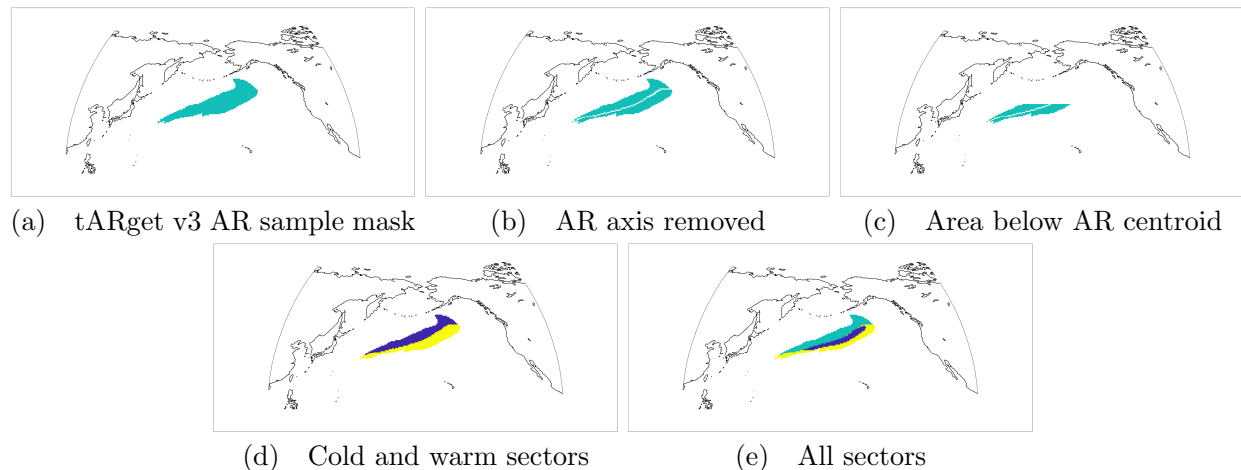 (a) tARget v3 AR sample mask
(b) AR axis removed
(c) Area below AR centroid
(d) Cold and warm sectors
(e) All sectors